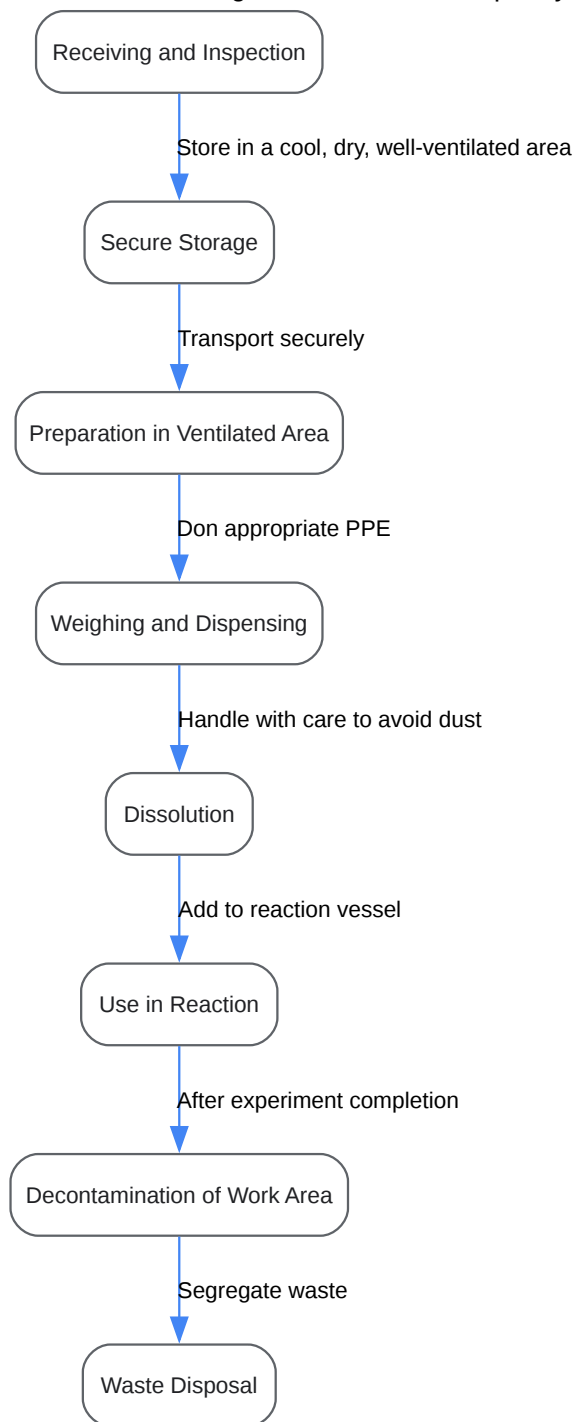 Receiving and Inspection
Store in a cool, dry, well-ventilated area
Secure Storage
Transport securely
Preparation in Ventilated Area
Don appropriate PPE
Weighing and Dispensing
Handle with care to avoid dust
Dissolution
Add to reaction vessel
Use in Reaction
After experiment completion
Decontamination of Work Area
Segregate waste
Waste Disposal